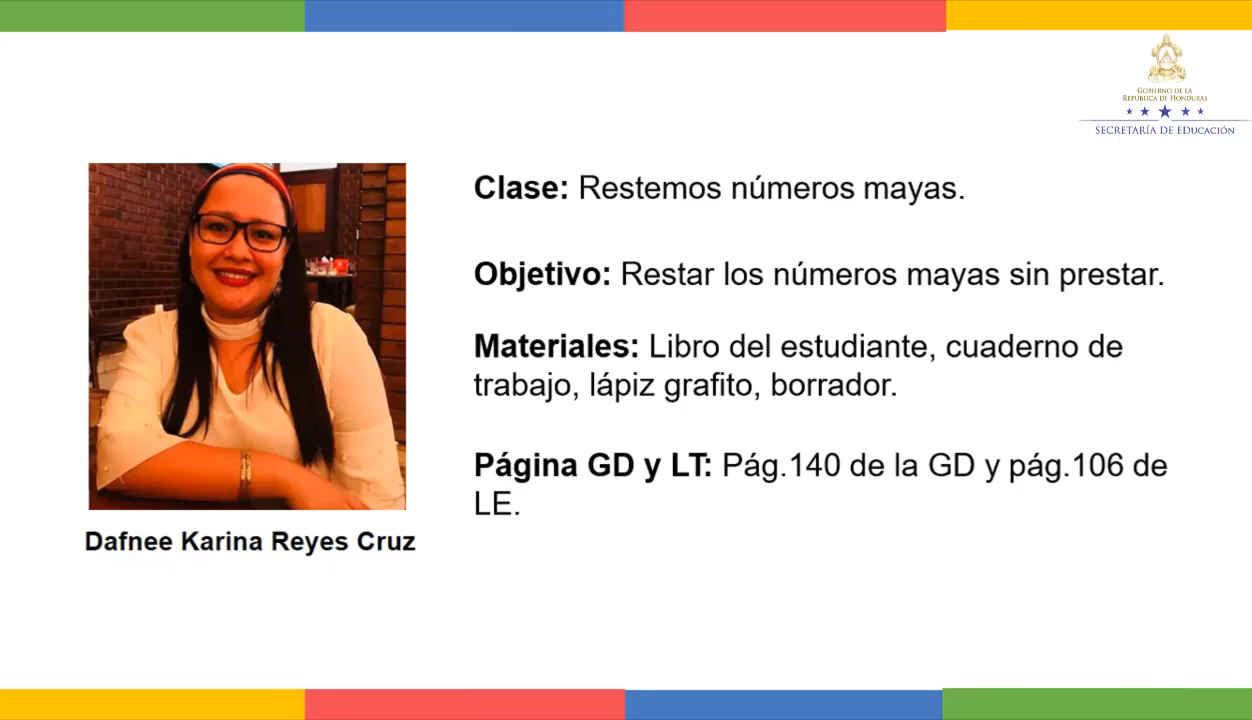 GOBIERNO DE LA
REPÚBLICA DE HONDURAS
SECRETARÍA DE EDUCACIÓN
Clase: Restemos números mayas.
Objetivo: Restar los números mayas sin prestar.
Materiales: Libro del estudiante, cuaderno de
trabajo, lápiz grafito, borrador.
Página GD y LT: Pág.140 de la GD y pág.106 de
LE.
Dafnee Karina Reyes Cruz